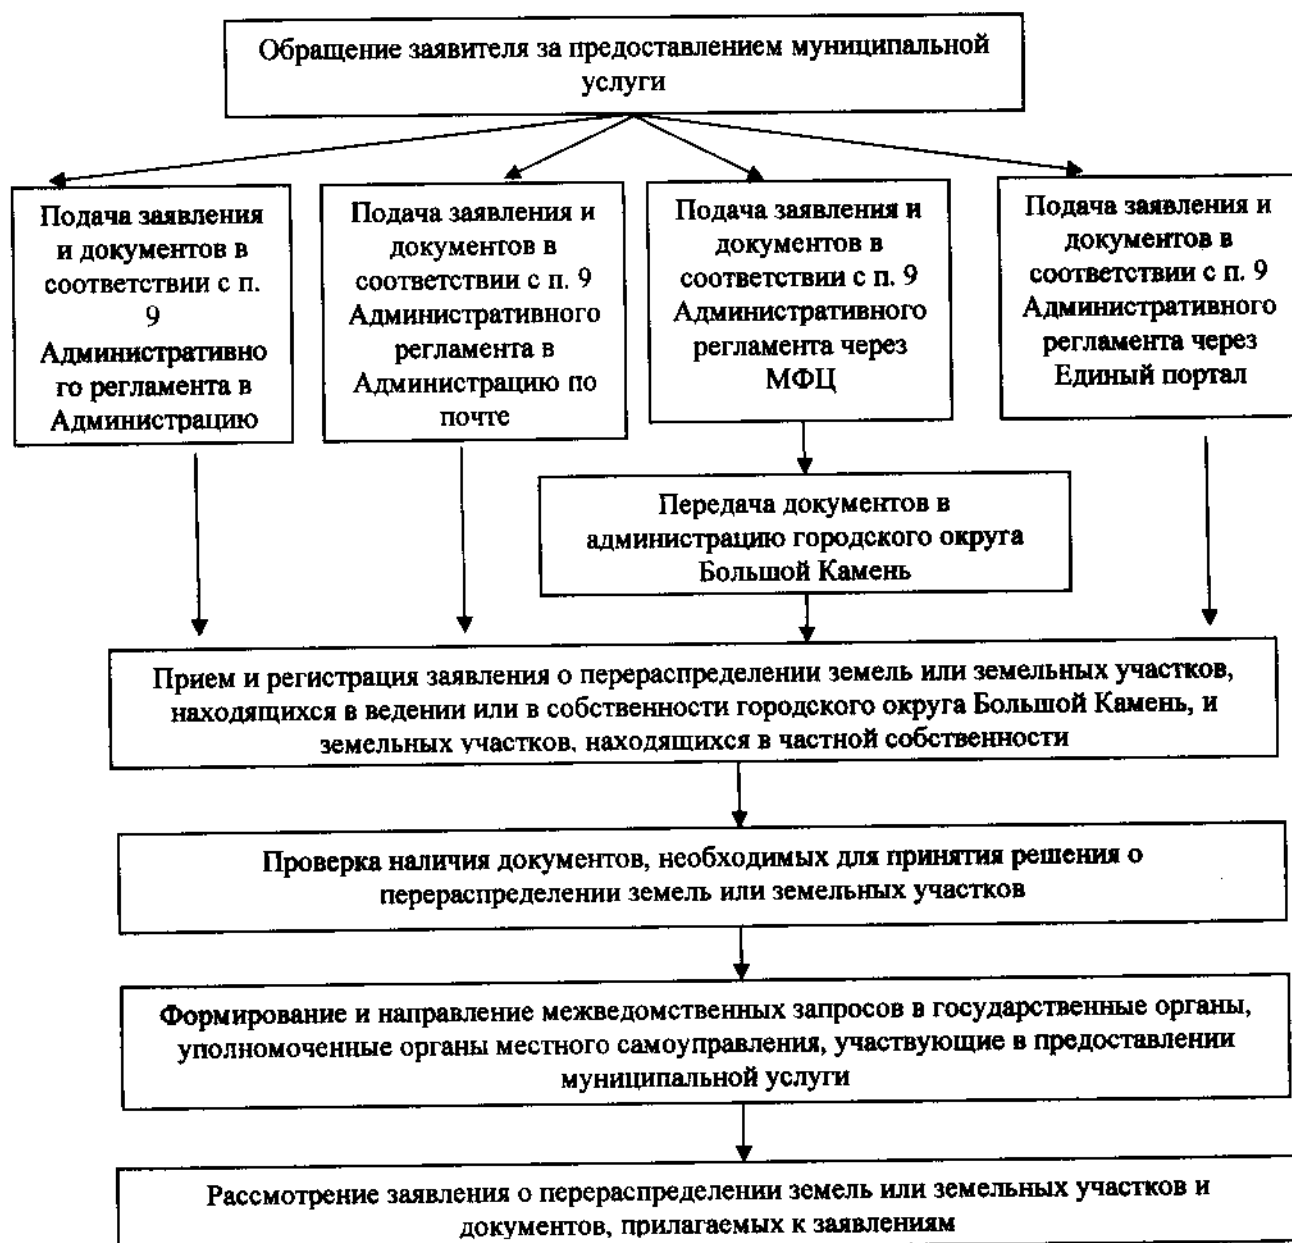 Обращение заявителя за предоставлением муниципальной
услуги
Подача заявления
и документов в
соответствии с п.
9
Административно
го регламента в
Администрацию
Подача заявления и
документов в
соответствии с п. 9
Административного
регламента в
Администрацию по
почте
Подача заявления и
документов в
соответствии с п. 9
Административного
регламента через
МФЦ
Подача заявления и
документов в
соответствии с п. 9
Административного
регламента через
Единый портал
Передача документов в
администрацию городского округа
Большой Камень
Прием и регистрация заявления о перераспределении земель или земельных участков,
находящихся в ведении или в собственности городского округа Большой Камень, и
земельных участков, находящихся в частной собственности
Проверка наличия документов, необходимых для принятия решения о
перераспределении земель или земельных участков
Формирование и направление межведомственных запросов в государственные органы,
уполномоченные органы местного самоуправления, участвующие в предоставлении
муниципальной услуги
Рассмотрение заявления о перераспределении земель или земельных участков и
документов, прилагаемых к заявлениям